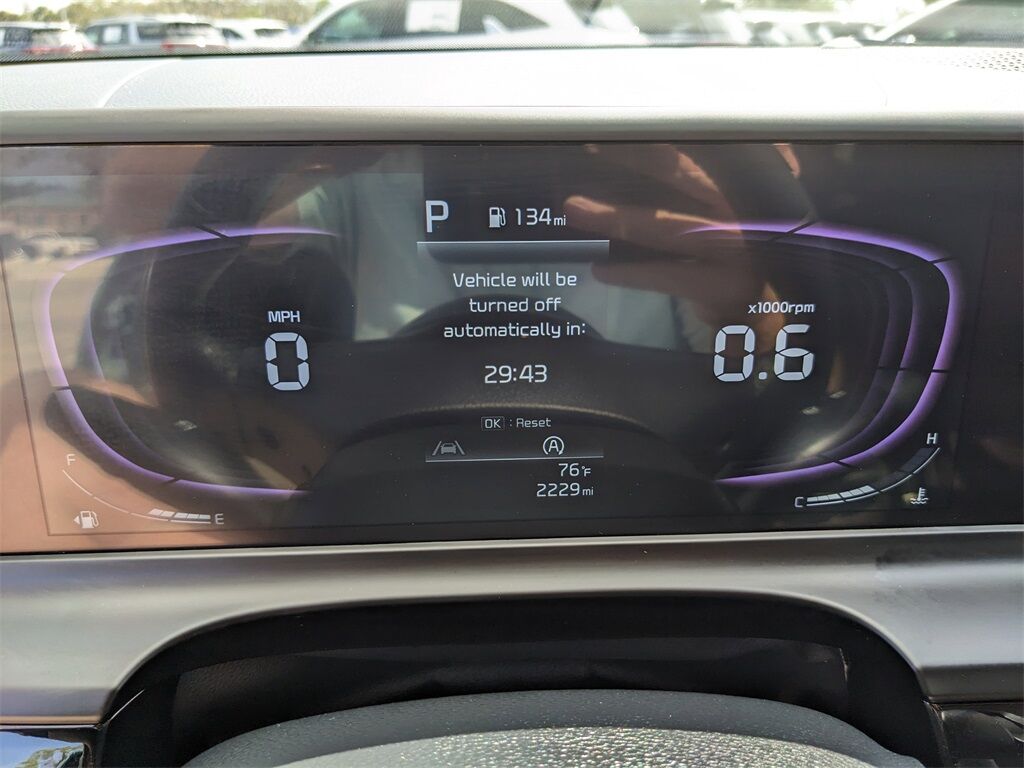 P 134 mi
Vehicle will be
turned off
automatically in:
29:43
OK : Reset
MPH
0
x1000rpm
0.6
A
76°F
2229 mi
F
E
H
C